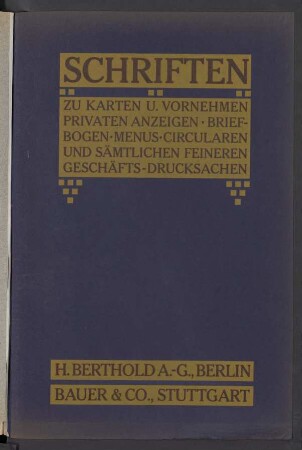 SCHRIFTEN
ZU KARTEN U. VORNEHMEN
PRIVATEN ANZEIGEN · BRIEF-
BOGEN · MENUS · CIRCULAREN
UND SÄMTLICHEN FEINEREN
GESCHÄFTS-DRUCKSACHEN
H. BERTHOLD A.-G., BERLIN
BAUER & CO., STUTTGART